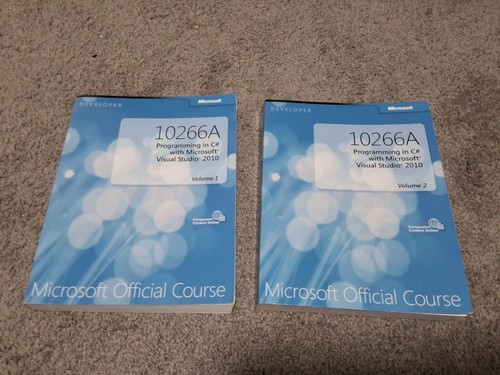 DEVELOPER
Microsoft
10266A
Programming in C#
with Microsoft®
Visual Studio® 2010
Volume 1
Companion
Content Online
Microsoft Official Course
DEVELOPER
Microsoft
10266A
Programming in C#
with Microsoft®
Visual Studio® 2010
Volume 2
Companion
Content Online
Microsoft Official Course